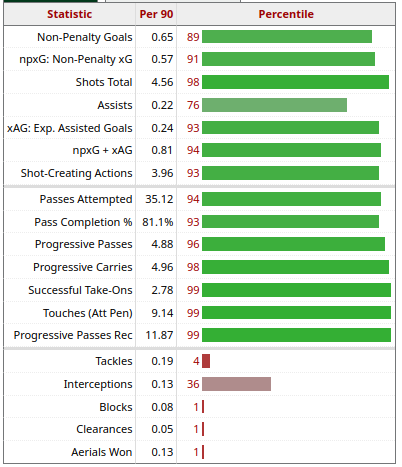 Statistic Per 90 Percentile
Non-Penalty Goals 0.65 89
npxG: Non-Penalty xG 0.57 91
Shots Total 4.56 98
Assists 0.22 76
xAG: Exp. Assisted Goals 0.24 93
npxG + xAG 0.81 94
Shot-Creating Actions 3.96 93
Passes Attempted 35.12 94
Pass Completion % 81.1% 93
Progressive Passes 4.88 96
Progressive Carries 4.96 98
Successful Take-Ons 2.78 99
Touches (Att Pen) 9.14 99
Progressive Passes Rec 11.87 99
Tackles 0.19 4
Interceptions 0.13 36
Blocks 0.08 1
Clearances 0.05 1
Aerials Won 0.13 1